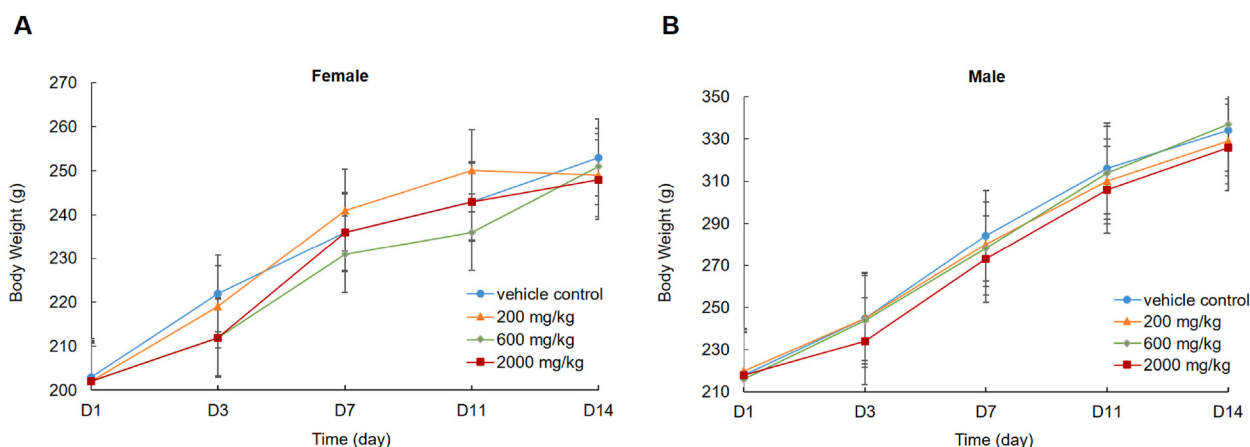 A
Female
270
260
250
240
230
220
210
200
Body Weight (g)
D1 D3 D7 D11 D14
Time (day)
vehicle control
200 mg/kg
600 mg/kg
2000 mg/kg
B
Male
350
330
310
290
270
250
230
210
Body Weight (g)
D1 D3 D7 D11 D14
Time (day)
vehicle control
200 mg/kg
600 mg/kg
2000 mg/kg